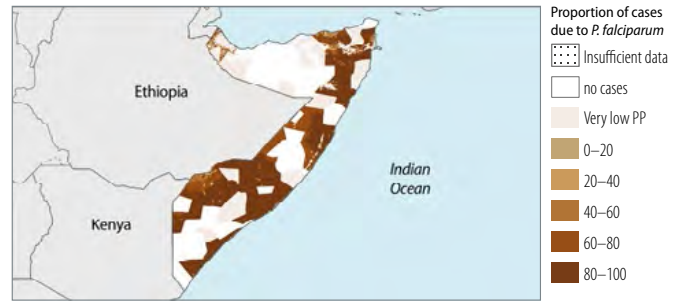 Proportion of cases
due to P. falciparum
Insufficient data
no cases
Very low PP
0–20
20–40
40–60
60–80
80–100
Ethiopia
Kenya
Indian
Ocean